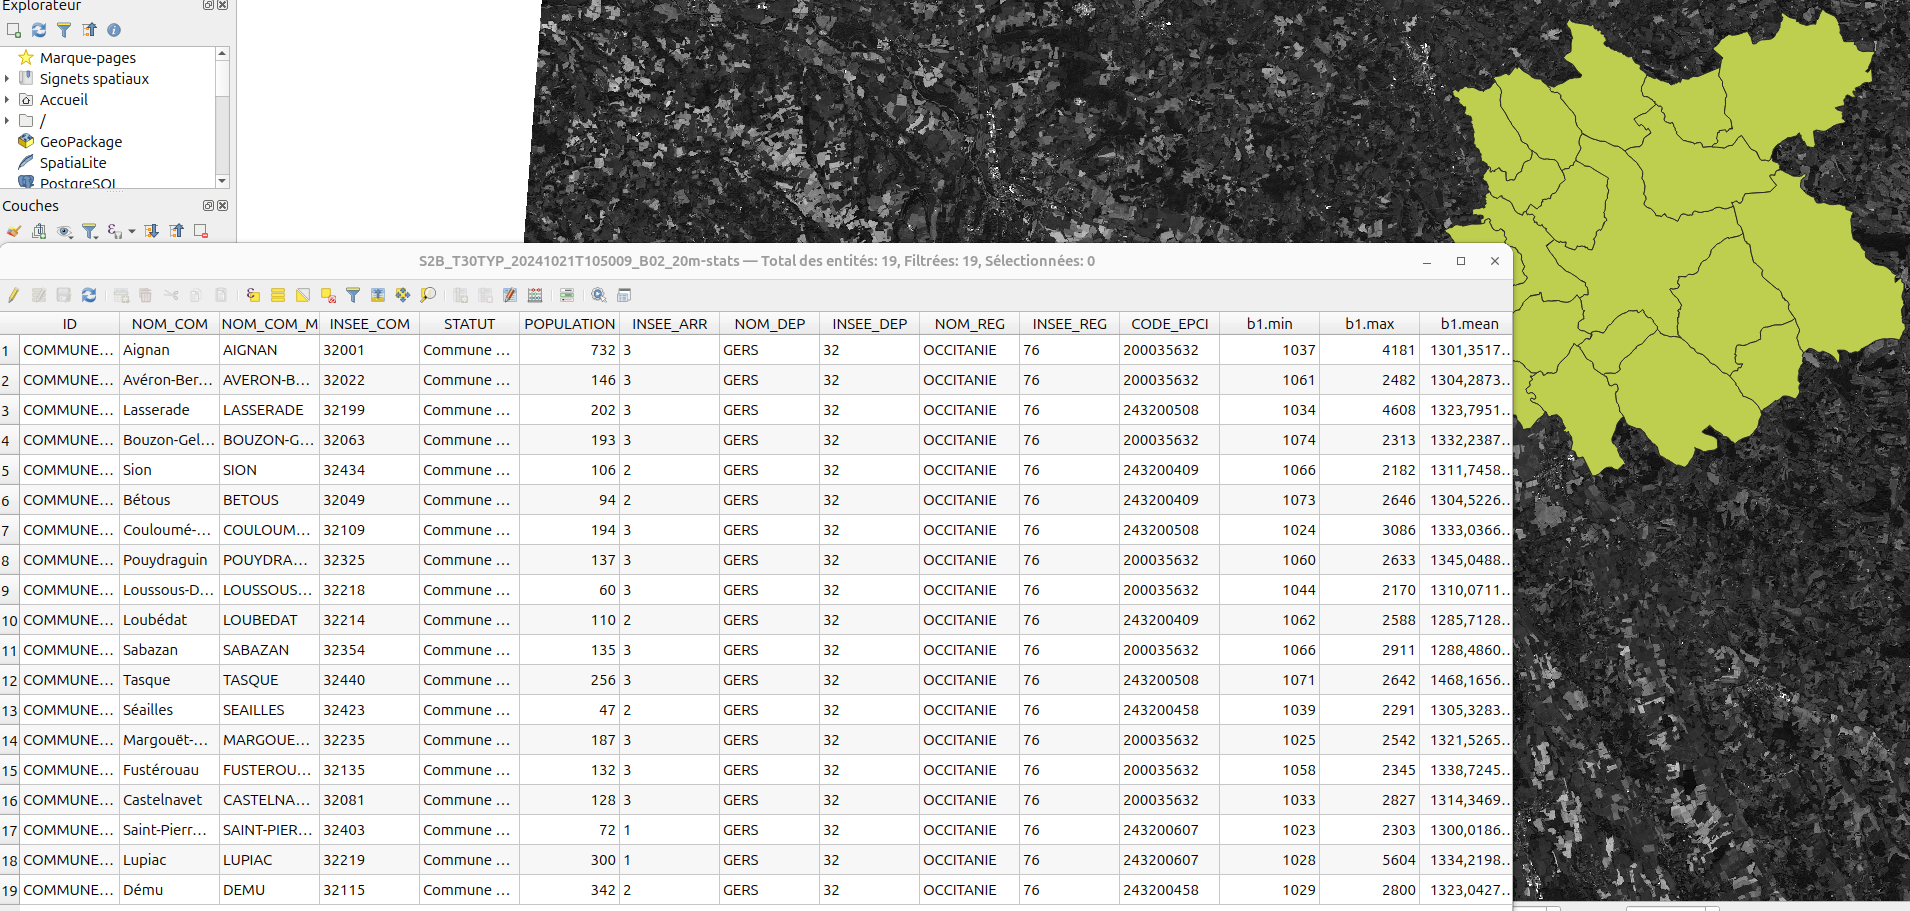 Explorateur
Marque-pages
Signets spatiaux
Accueil
/
GeoPackage
SpatiaLite
PostgreSQL
Couches
S2B_T30TYP_20241021T105009_B02_20m-stats — Total des entités: 19, Filtrées: 19, Sélectionnées: 0
ID NOM_COM NOM_COM_M INSEE_COM STATUT POPULATION INSEE_ARR NOM_DEP INSEE_DEP NOM_REG INSEE_REG CODE_EPCI b1.min b1.max b1.mean
1 COMMUNE... Aignan AIGNAN 32001 Commune ... 732 3 GERS 32 OCCITANIE 76 200035632 1037 4181 1301,3517...
2 COMMUNE... Avéron-Ber... AVERON-B... 32022 Commune ... 146 3 GERS 32 OCCITANIE 76 200035632 1061 2482 1304,2873...
3 COMMUNE... Lasserade LASSERADE 32199 Commune ... 202 3 GERS 32 OCCITANIE 76 243200508 1034 4608 1323,7951...
4 COMMUNE... Bouzon-Gel... BOUZON-G... 32063 Commune ... 193 3 GERS 32 OCCITANIE 76 200035632 1074 2313 1332,2387...
5 COMMUNE... Sion SION 32434 Commune ... 106 2 GERS 32 OCCITANIE 76 243200409 1066 2182 1311,7458...
6 COMMUNE... Bétous BETOUS 32049 Commune ... 94 2 GERS 32 OCCITANIE 76 243200409 1073 2646 1304,5226...
7 COMMUNE... Couloumé-... COULOUM... 32109 Commune ... 194 3 GERS 32 OCCITANIE 76 243200508 1024 3086 1333,0366...
8 COMMUNE... Pouydraguin POUYDRA... 32325 Commune ... 137 3 GERS 32 OCCITANIE 76 200035632 1060 2633 1345,0488...
9 COMMUNE... Loussous-D... LOUSSOUS... 32218 Commune ... 60 3 GERS 32 OCCITANIE 76 200035632 1044 2170 1310,0711...
10 COMMUNE... Loubédat LOUBEDAT 32214 Commune ... 110 2 GERS 32 OCCITANIE 76 243200409 1062 2588 1285,7128...
11 COMMUNE... Sabazan SABAZAN 32354 Commune ... 135 3 GERS 32 OCCITANIE 76 200035632 1066 2911 1288,4860...
12 COMMUNE... Tasque TASQUE 32440 Commune ... 256 3 GERS 32 OCCITANIE 76 243200508 1071 2642 1468,1656...
13 COMMUNE... Séailles SEAILLES 32423 Commune ... 47 2 GERS 32 OCCITANIE 76 243200458 1039 2291 1305,3283...
14 COMMUNE... Margouët-... MARGOUE... 32235 Commune ... 187 3 GERS 32 OCCITANIE 76 200035632 1025 2542 1321,5265...
15 COMMUNE... Fustérouau FUSTEROU... 32135 Commune ... 132 3 GERS 32 OCCITANIE 76 200035632 1058 2345 1338,7245...
16 COMMUNE... Castelnavet CASTELNA... 32081 Commune ... 128 3 GERS 32 OCCITANIE 76 200035632 1033 2827 1314,3469...
17 COMMUNE... Saint-Pierr... SAINT-PIER... 32403 Commune ... 72 1 GERS 32 OCCITANIE 76 243200607 1023 2303 1300,0186...
18 COMMUNE... Lupiac LUPIAC 32219 Commune ... 300 1 GERS 32 OCCITANIE 76 243200607 1028 5604 1334,2198...
19 COMMUNE... Dému DEMU 32115 Commune ... 342 2 GERS 32 OCCITANIE 76 243200458 1029 2800 1323,0427...